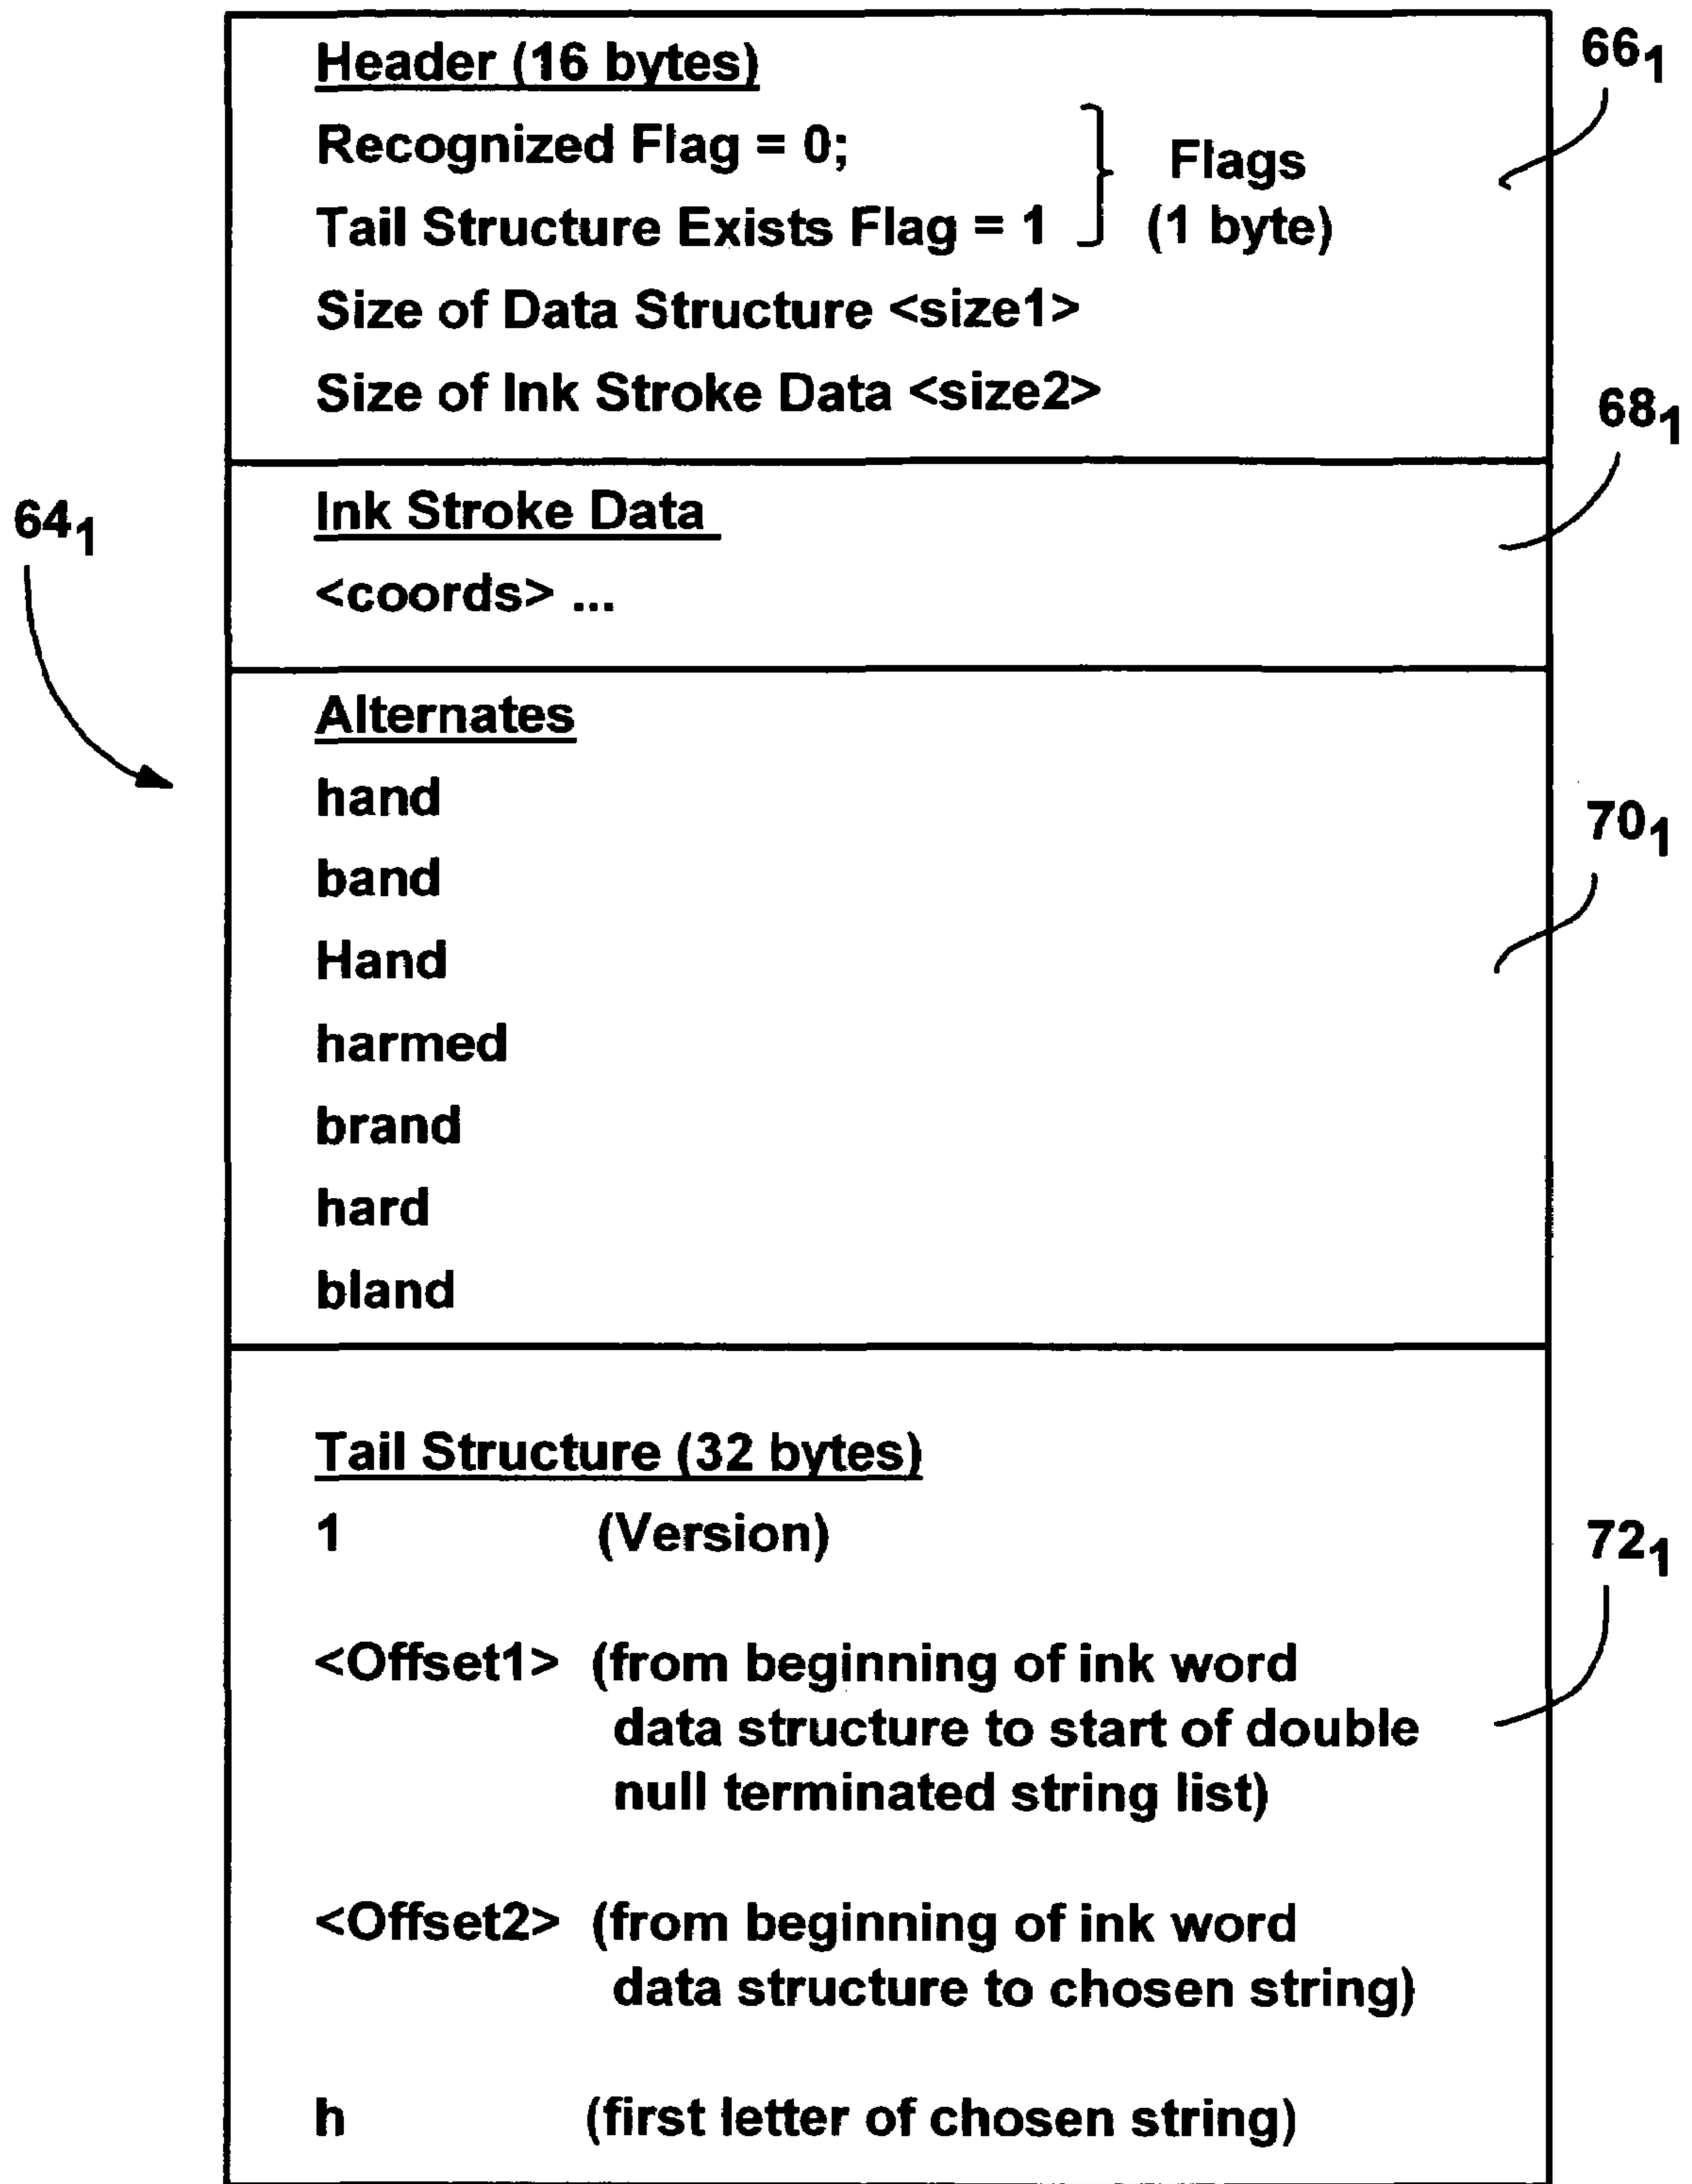 Header (16 bytes)
66₁
Recognized Flag = 0;
Flags
Tail Structure Exists Flag = 1
(1 byte)
Size of Data Structure <size1>
Size of Ink Stroke Data <size2>
68₁
Ink Stroke Data
64₁
<coords> ...
Alternates
hand
70₁
band
Hand
harmed
brand
hard
bland
Tail Structure (32 bytes)
1 (Version)
72₁
<Offset1> (from beginning of ink word
data structure to start of double
null terminated string list)
<Offset2> (from beginning of ink word
data structure to chosen string)
h (first letter of chosen string)